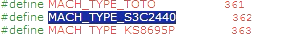 #define MACH_TYPE_TOTO 361
#define MACH_TYPE_S3C2440 362
#define MACH_TYPE_KS8695P 363